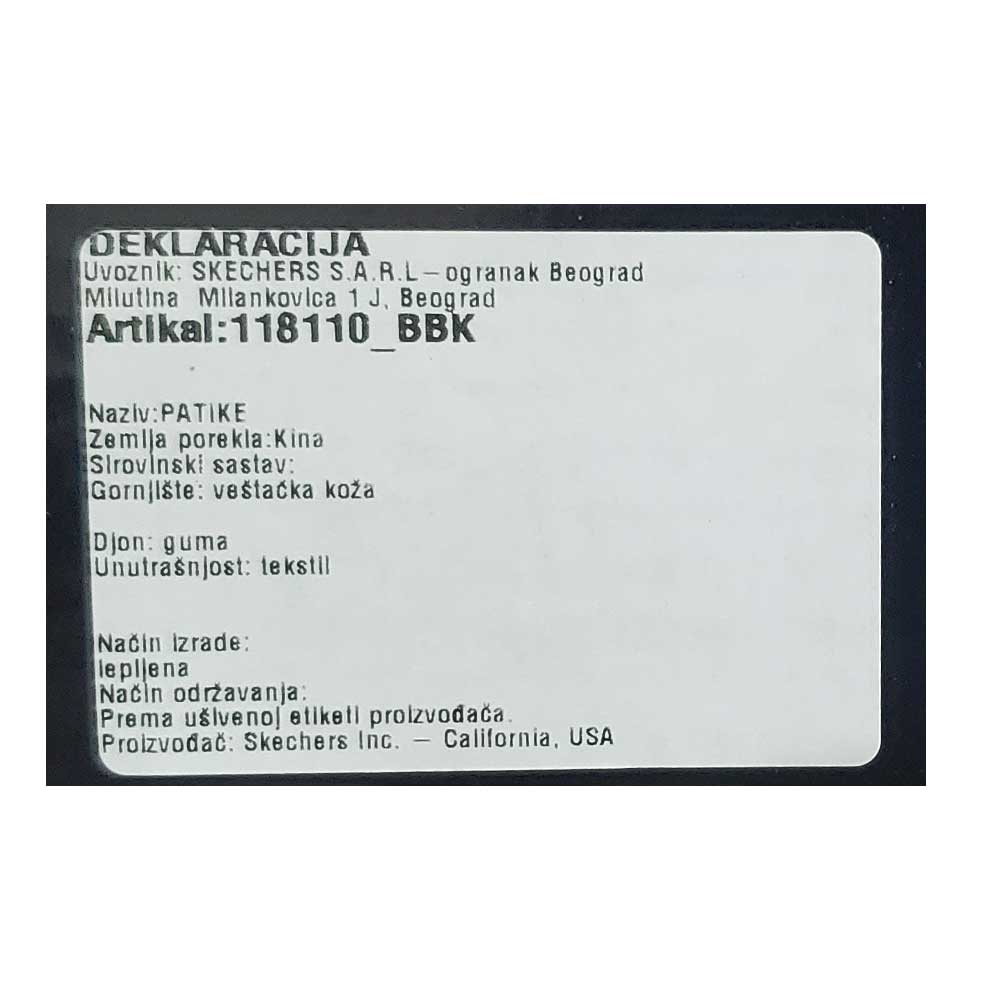 DEKLARACIJA
Uvoznik: SKECHERS S.A.R.L – ogranak Beograd
Milutina Milankovica 1 J, Beograd
Artikal:118110_BBK
Naziv:PATIKE
Zemlja porekla:Kina
Sirovinski sastav:
Gornjište: veštačka koža
Djon: guma
Unutrašnjost: tekstil
Način izrade:
lepljena
Način održavanja:
Prema ušivenoj etiketi proizvođača.
Proizvođač: Skechers Inc. – California, USA